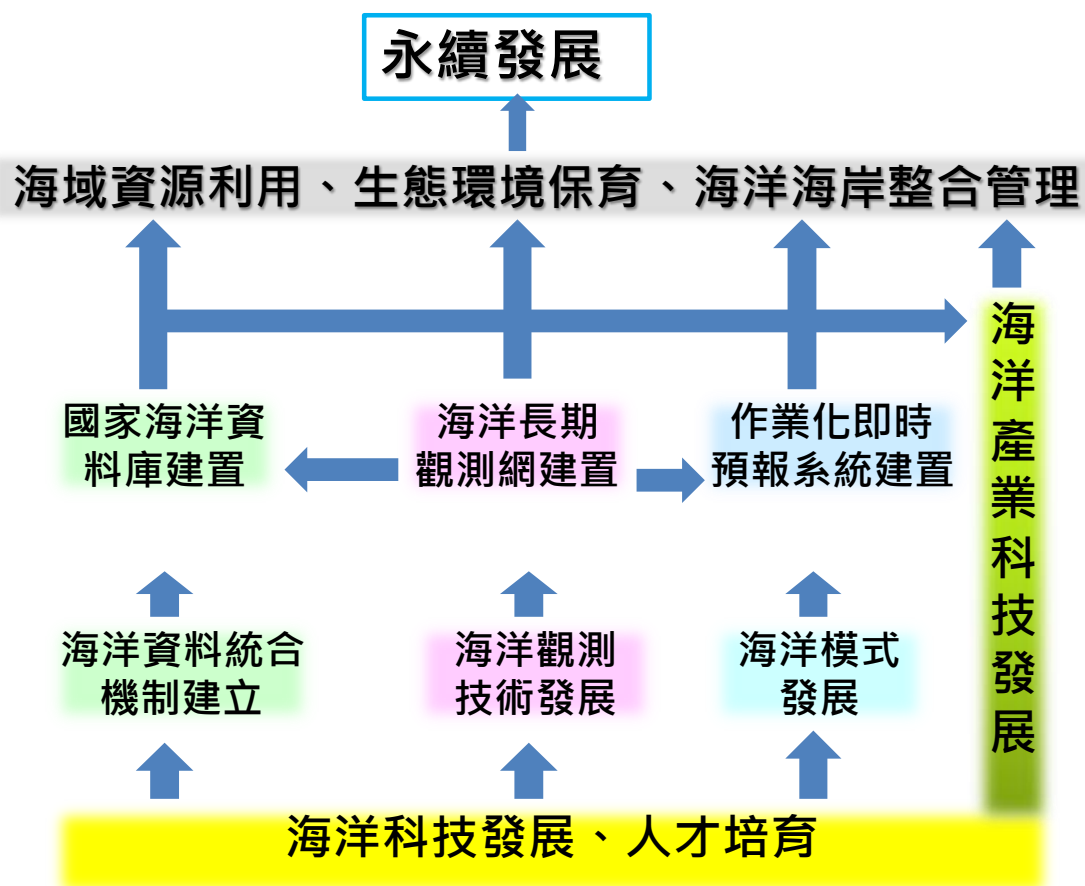 永續發展
海域資源利用、生態環境保育、海洋海岸整合管理
國家海洋資
料庫建置
海洋長期
觀測網建置
作業化即時
預報系統建置
海洋產業科技發展
海洋資料統合
機制建立
海洋觀測
技術發展
海洋模式
發展
海洋科技發展、人才培育